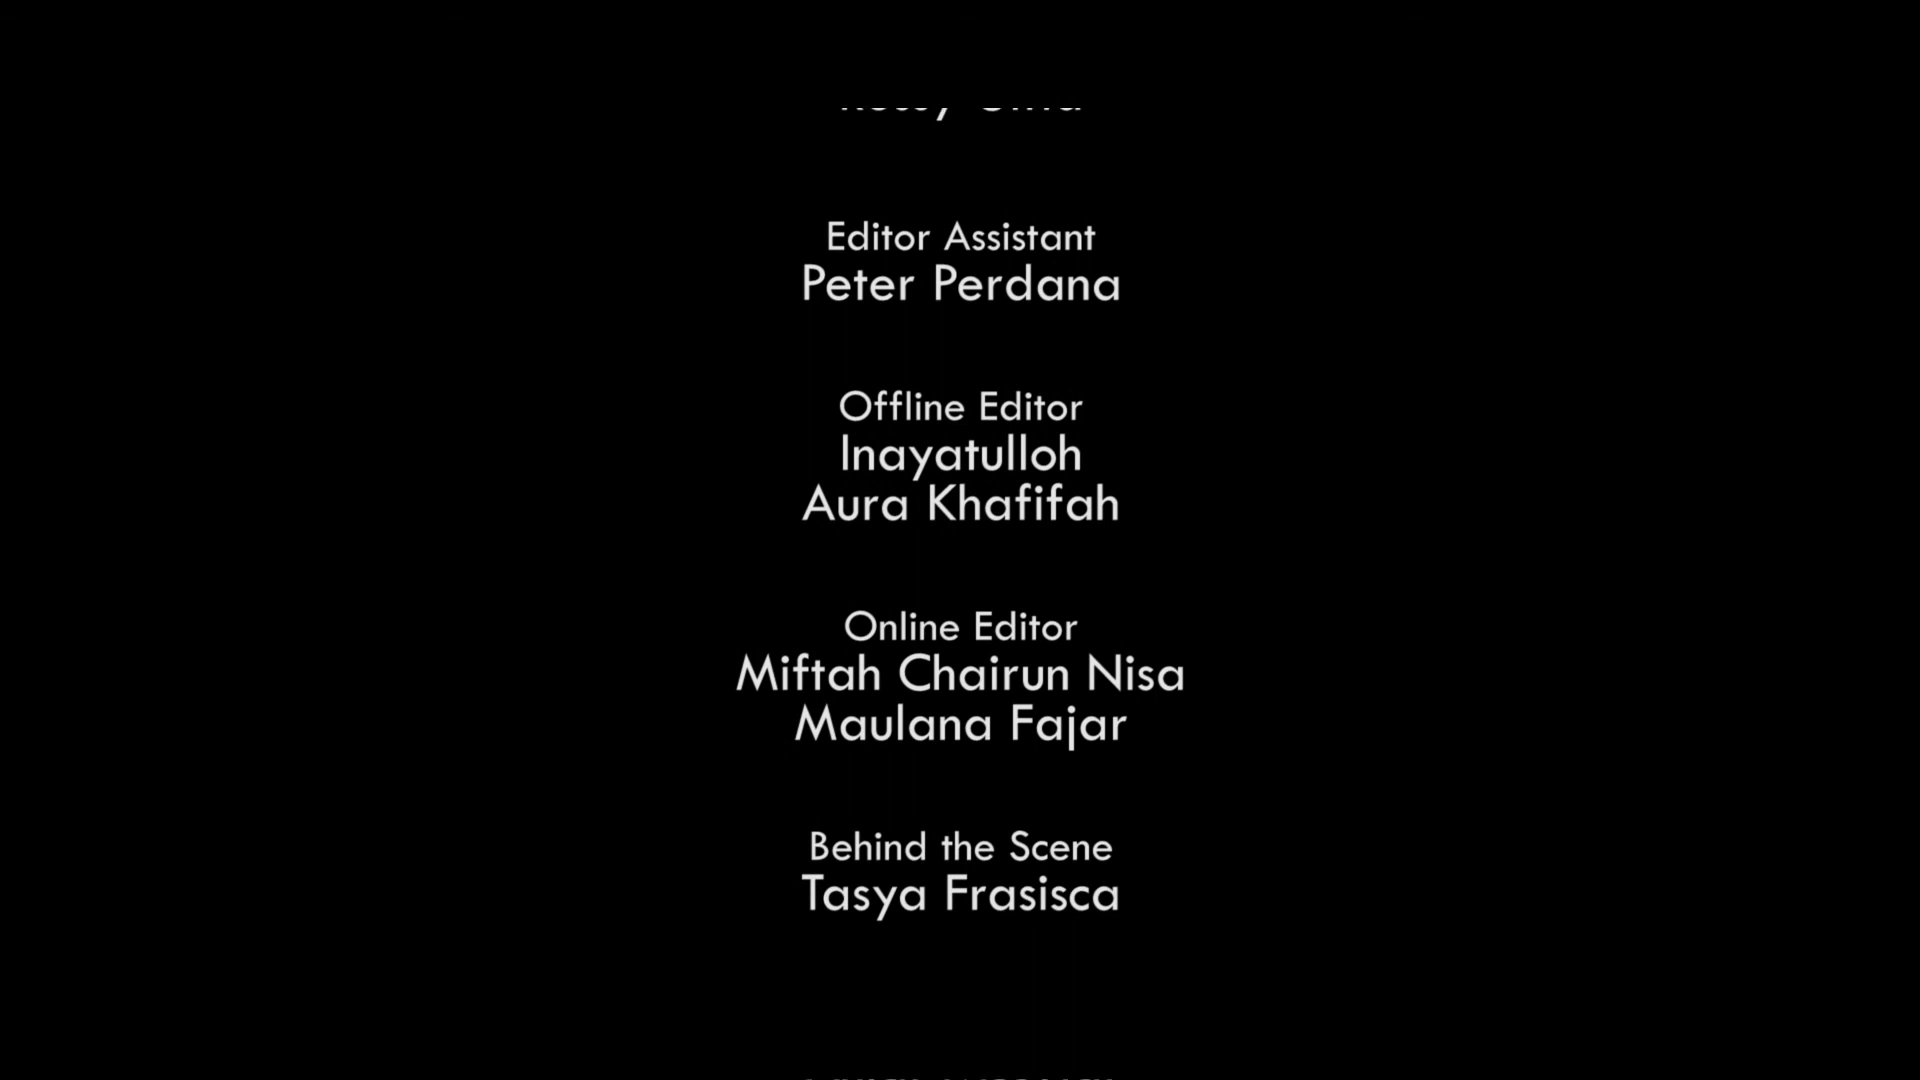 Editor Assistant
Peter Perdana
Offline Editor
Inayatulloh
Aura Khafifah
Online Editor
Miftah Chairun Nisa
Maulana Fajar
Behind the Scene
Tasya Frasisca